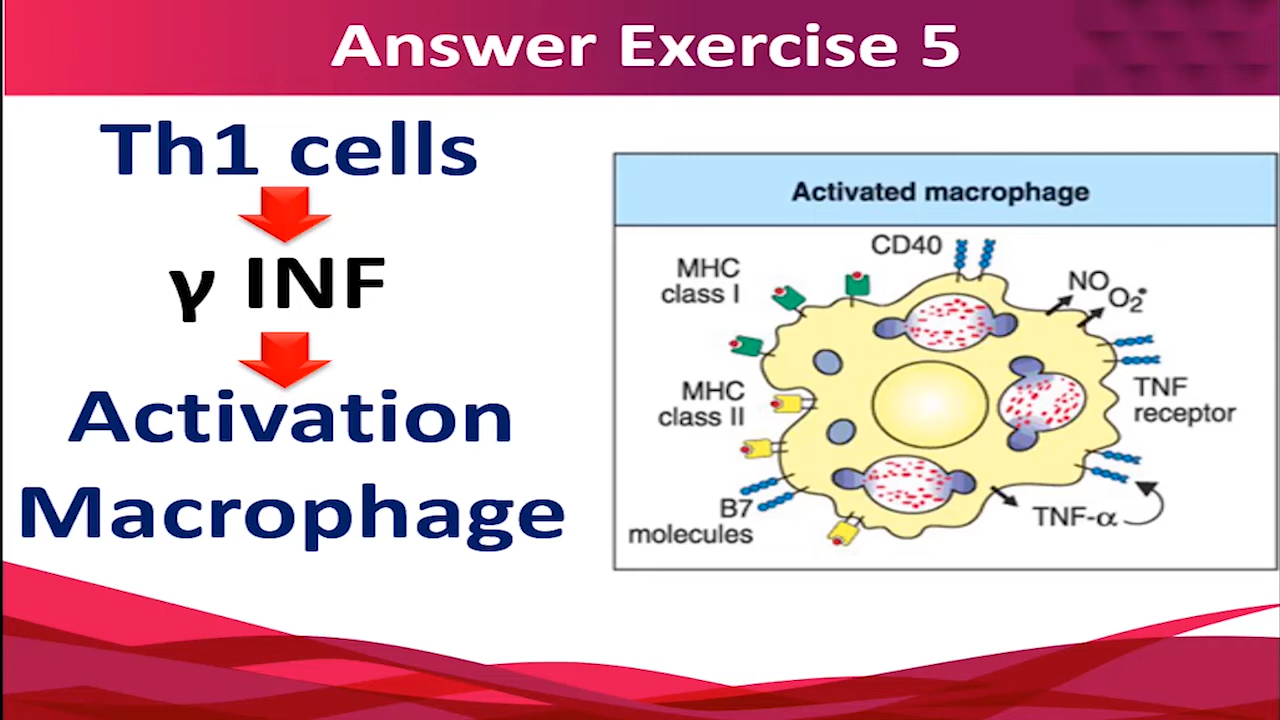 Answer Exercise 5
Th1 cells
γ INF
Activation
Macrophage
Activated macrophage
CD40
MHC
class I
NO
O₂•
MHC
class II
TNF
receptor
B7
molecules
TNF-α